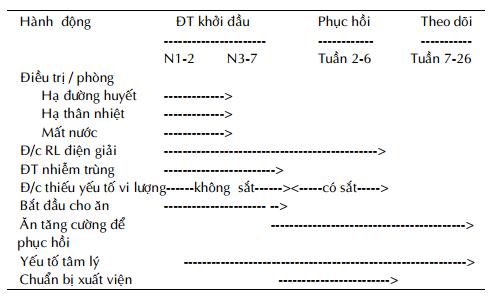 Hành động ĐT khởi đầu Phục hồi Theo dõi
--------------------- ------------ -----------
N1-2 N3-7 Tuần 2-6 Tuần 7-26
Điều trị / phòng
Hạ đường huyết ------------->
Hạ thân nhiệt ------------->
Mất nước ------------->
Đ/c RL điện giải --------------------------------------------->
ĐT nhiễm trùng ------------------------>
Đ/c thiếu yếu tố vi lượng------không sắt------><-----có sắt----->
Bắt đầu cho ăn --------------------- -->
Ăn tăng cường để ----------------------------------------->
phục hồi
Yếu tố tâm lý ------------------------------------------------------------>
Chuẩn bị xuất viện ------------------------>